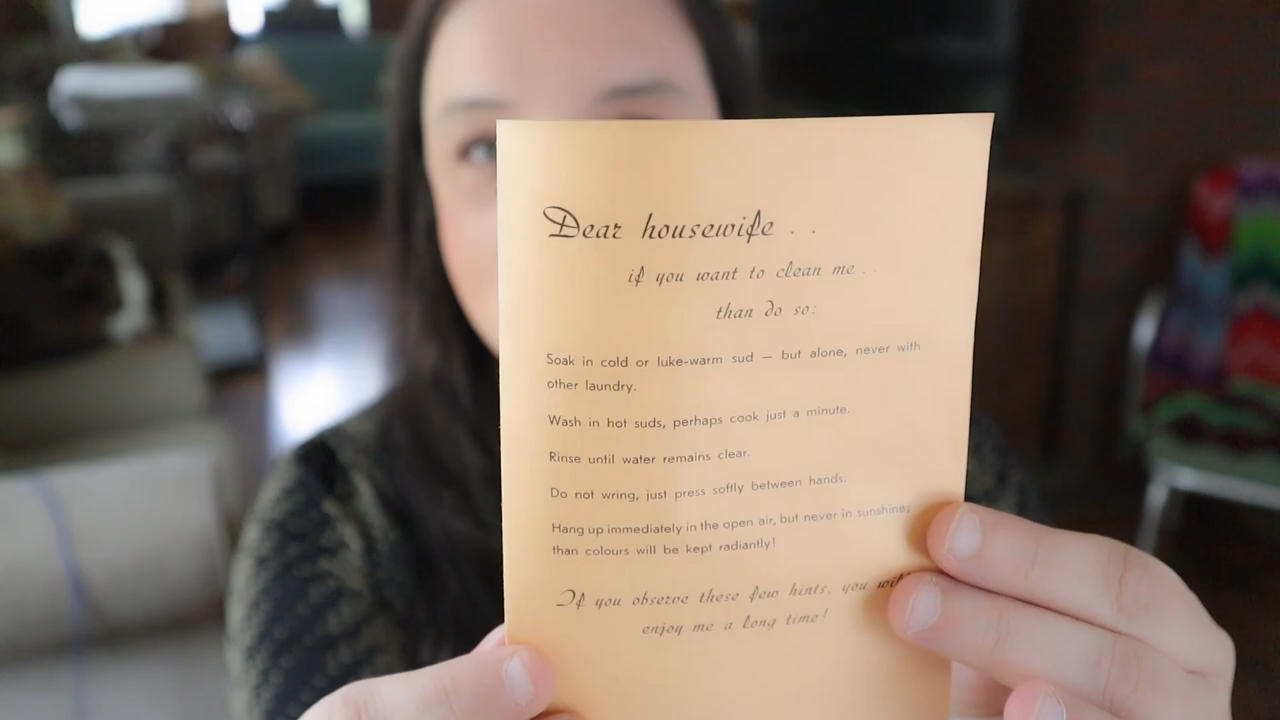 Dear housewife . .
if you want to clean me . .
than do so:
Soak in cold or luke-warm sud — but alone, never with
other laundry.
Wash in hot suds, perhaps cook just a minute.
Rinse until water remains clear.
Do not wring, just press softly between hands.
Hang up immediately in the open air, but never in sunshine;
than colours will be kept radiantly!
If you observe these few hints, you will
enjoy me a long time!